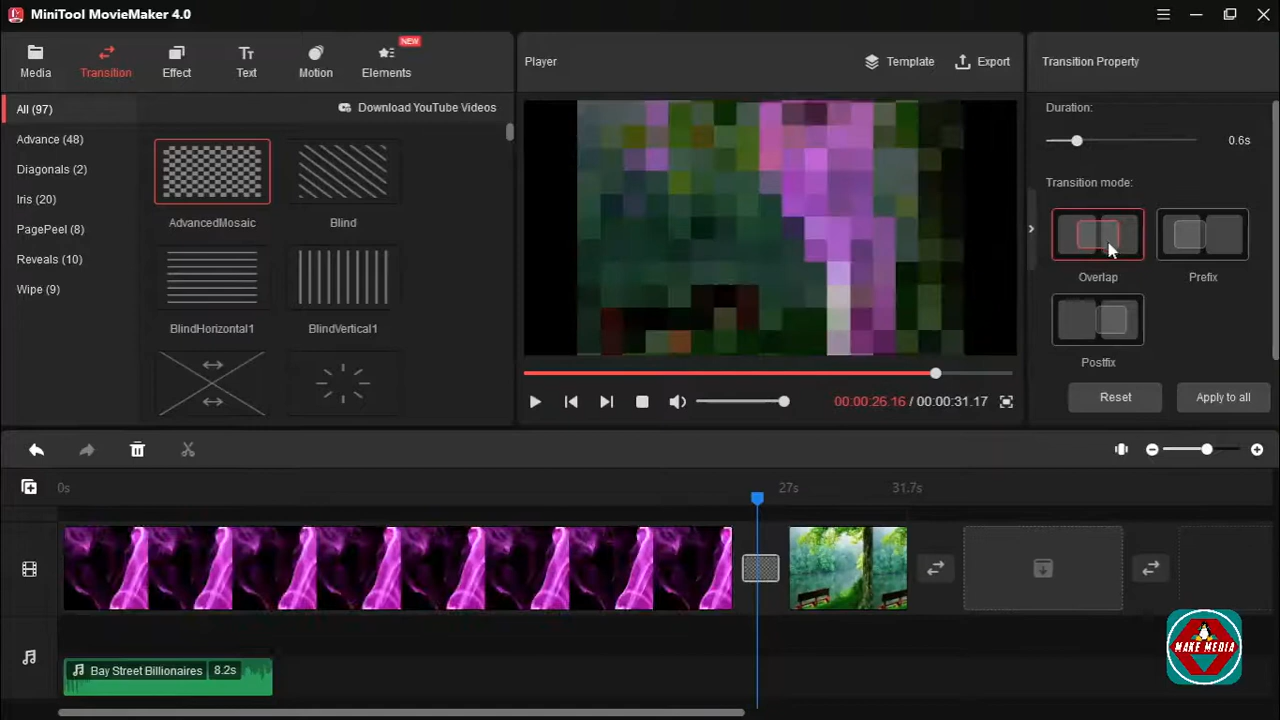 MiniTool MovieMaker 4.0
Media
Transition
Effect
Text
Motion
NEW
Elements
All (97)
Download YouTube Videos
Advance (48)
Diagonals (2)
Iris (20)
PagePeel (8)
Reveals (10)
Wipe (9)
AdvancedMosaic
Blind
BlindHorizontal1
BlindVertical1
Player
Template
Export
00:00:26.16 / 00:00:31.17
Transition Property
Duration:
0.6s
Transition mode:
Overlap
Prefix
Postfix
Reset
Apply to all
0s
27s
31.7s
Bay Street Billionaires
8.2s
MAKE MEDIA